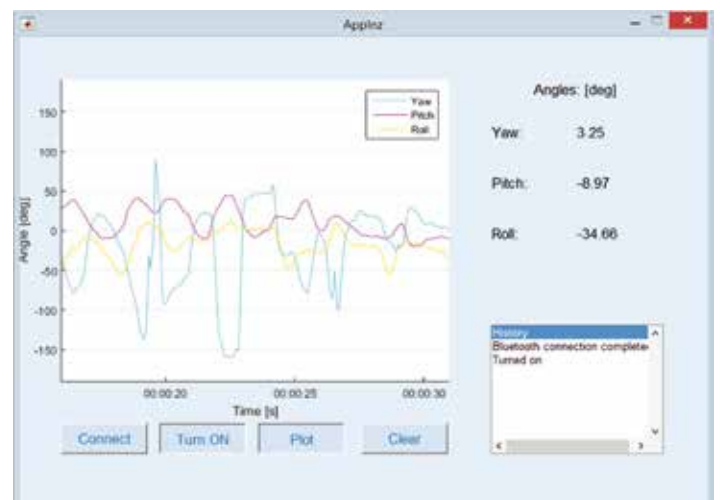 AppInz
Yaw
Pitch
Roll
150
100
50
0
-50
-100
-150
Angle [deg]
00:00:20
00:00:25
00:00:30
Time [s]
Connect
Turn ON
Plot
Clear
Angles: [deg]
Yaw: 3.25
Pitch: -8.97
Roll: -34.66
History
Bluetooth connection complete
Turned on